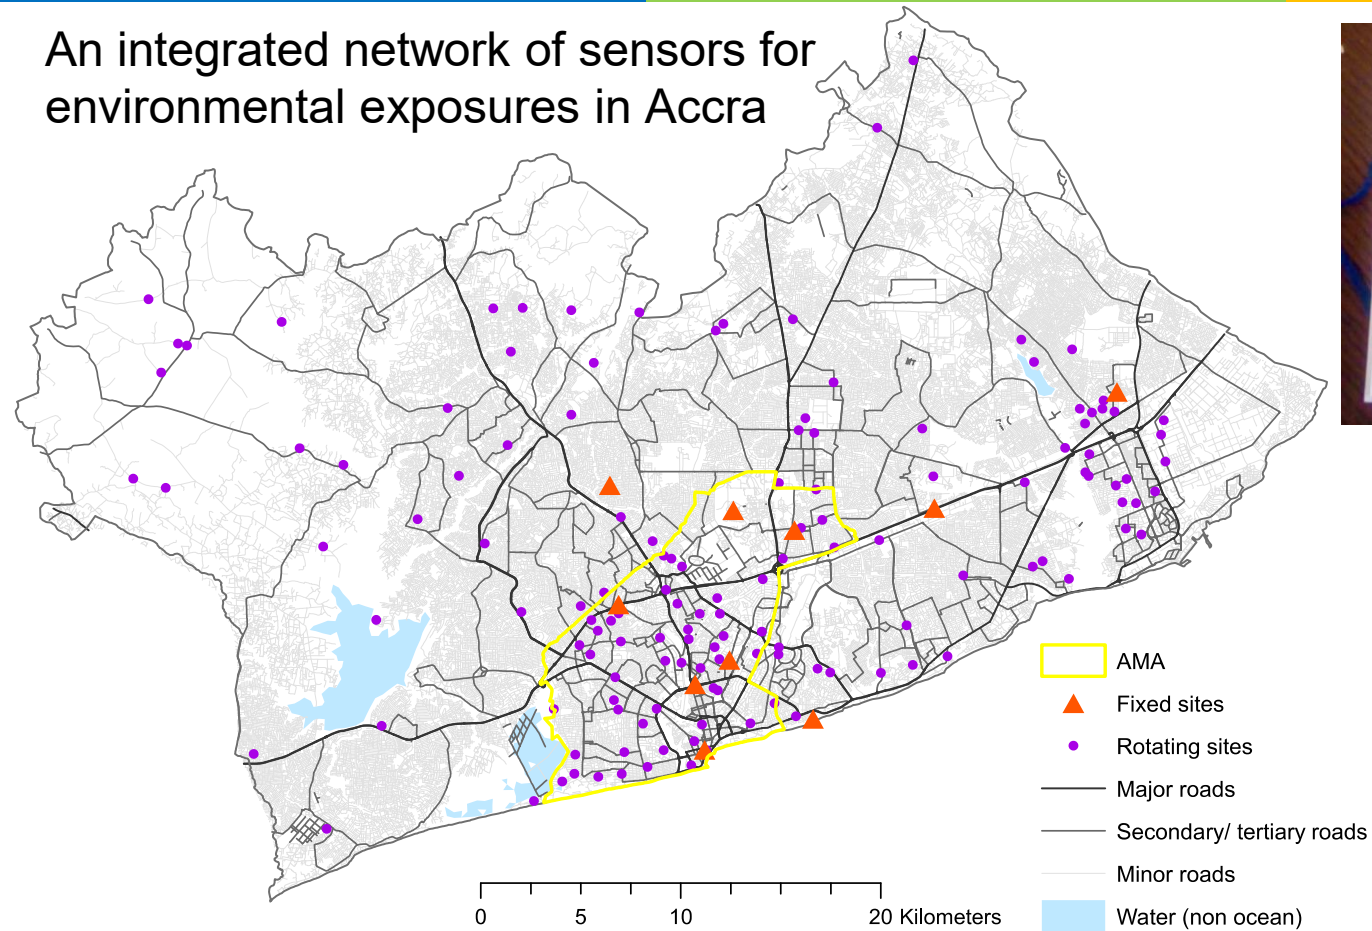 An integrated network of sensors for
environmental exposures in Accra
AMA
Fixed sites
Rotating sites
Major roads
Secondary/ tertiary roads
Minor roads
Water (non ocean)
0 5 10 20 Kilometers